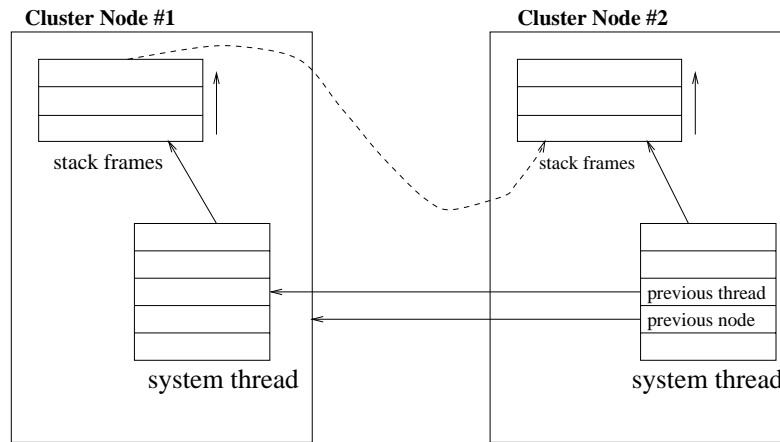 Cluster Node #1
Cluster Node #2
stack frames
stack frames
previous thread
previous node
system thread
system thread